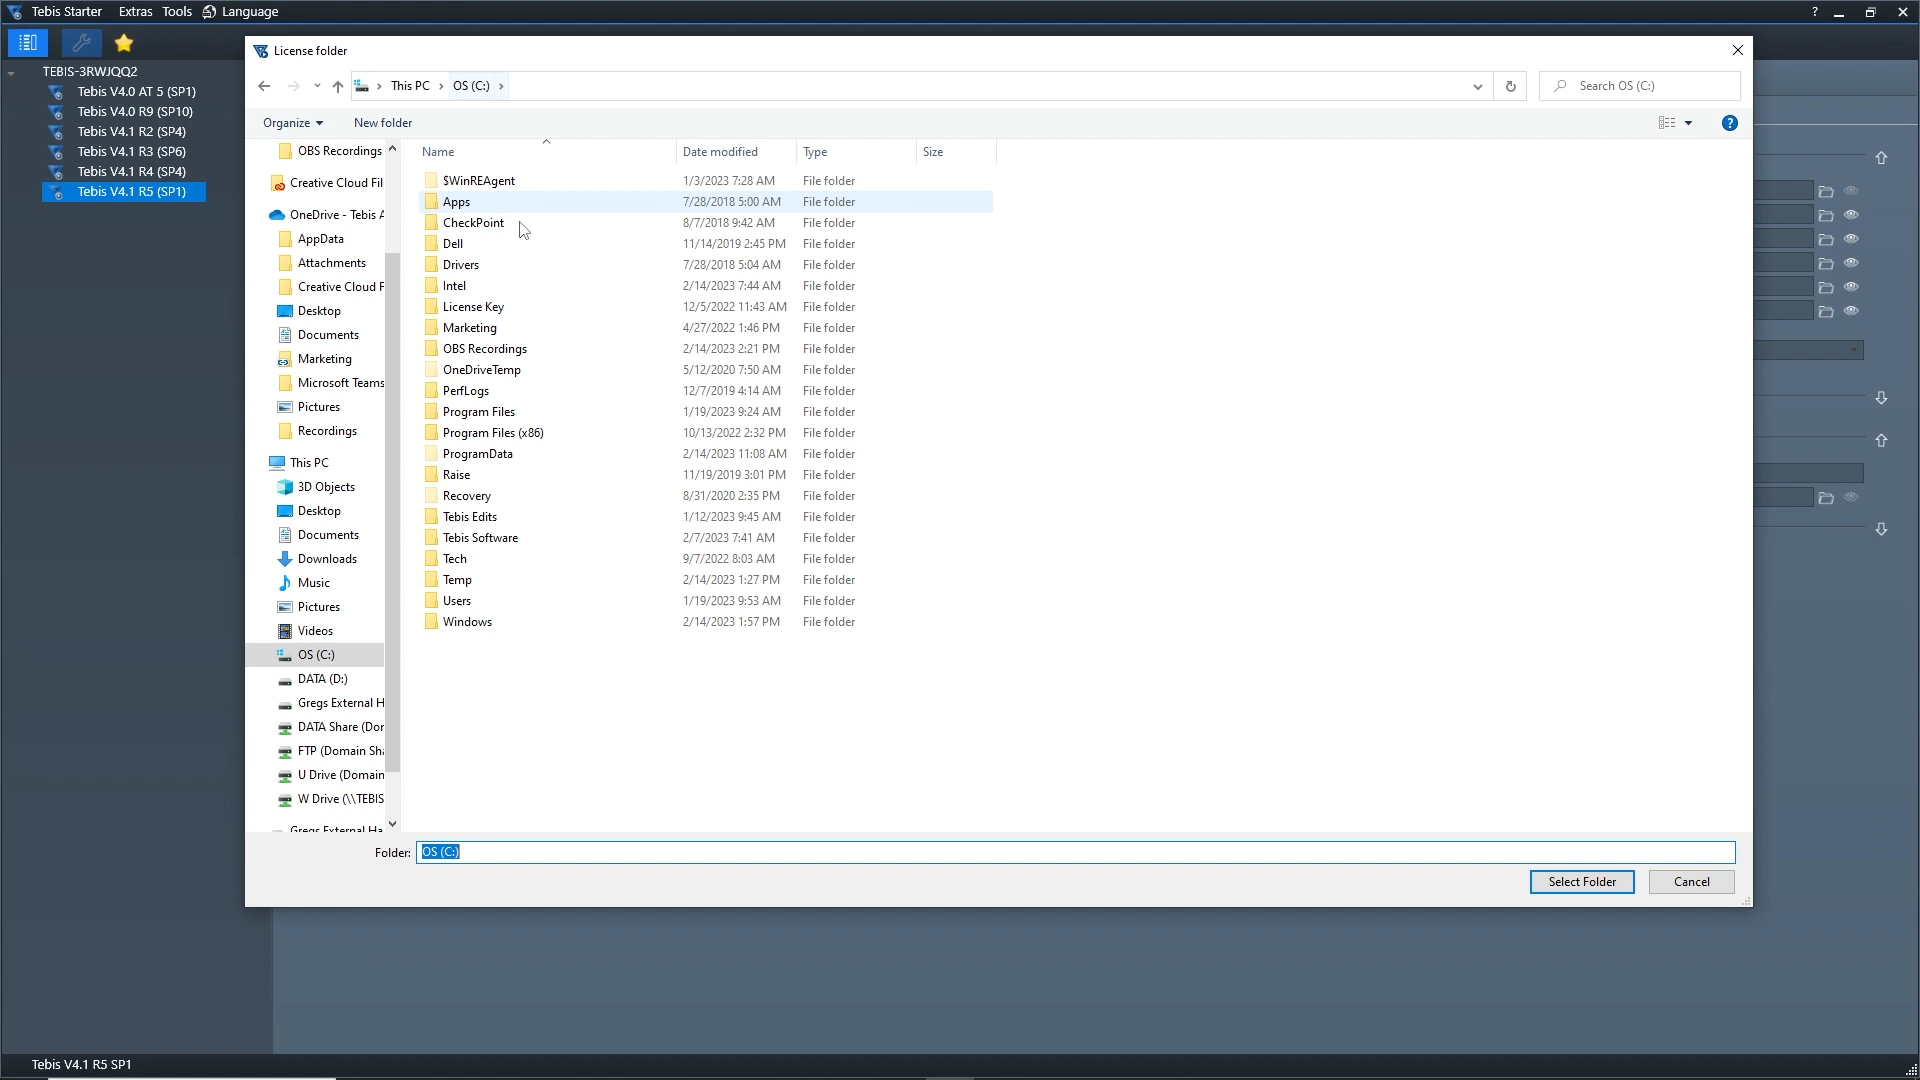 Tebis Starter Extras Tools Language ?
License folder
This PC OS (C:) Search OS (C:)
Organize New folder ?
TEBIS-3RWJQQ2
Tebis V4.0 AT 5 (SP1)
Tebis V4.0 R9 (SP10)
Tebis V4.1 R2 (SP4)
Tebis V4.1 R3 (SP6)
Tebis V4.1 R4 (SP4)
Tebis V4.1 R5 (SP1)
OBS Recordings
Creative Cloud Fil
OneDrive - Tebis A
AppData
Attachments
Creative Cloud F
Desktop
Documents
Marketing
Microsoft Teams
Pictures
Recordings
This PC
3D Objects
Desktop
Documents
Downloads
Music
Pictures
Videos
OS (C:)
DATA (D:)
Gregs External H
DATA Share (Dor
FTP (Domain Sha
U Drive (Domain
W Drive (\\TEBIS
Gregs External Ha
Name Date modified Type Size
$WinREAgent 1/3/2023 7:28 AM File folder
Apps 7/28/2018 5:00 AM File folder
CheckPoint 8/7/2018 9:42 AM File folder
Dell 11/14/2019 2:45 PM File folder
Drivers 7/28/2018 5:04 AM File folder
Intel 2/14/2023 7:44 AM File folder
License Key 12/5/2022 11:43 AM File folder
Marketing 4/27/2022 1:46 PM File folder
OBS Recordings 2/14/2023 2:21 PM File folder
OneDriveTemp 5/12/2020 7:50 AM File folder
PerfLogs 12/7/2019 4:14 AM File folder
Program Files 1/19/2023 9:24 AM File folder
Program Files (x86) 10/13/2022 2:32 PM File folder
ProgramData 2/14/2023 11:08 AM File folder
Raise 11/19/2019 3:01 PM File folder
Recovery 8/31/2020 2:35 PM File folder
Tebis Edits 1/12/2023 9:45 AM File folder
Tebis Software 2/7/2023 7:41 AM File folder
Tech 9/7/2022 8:03 AM File folder
Temp 2/14/2023 1:27 PM File folder
Users 1/19/2023 9:53 AM File folder
Windows 2/14/2023 1:57 PM File folder
Folder: OS (C:)
Select Folder Cancel
Tebis V4.1 R5 SP1